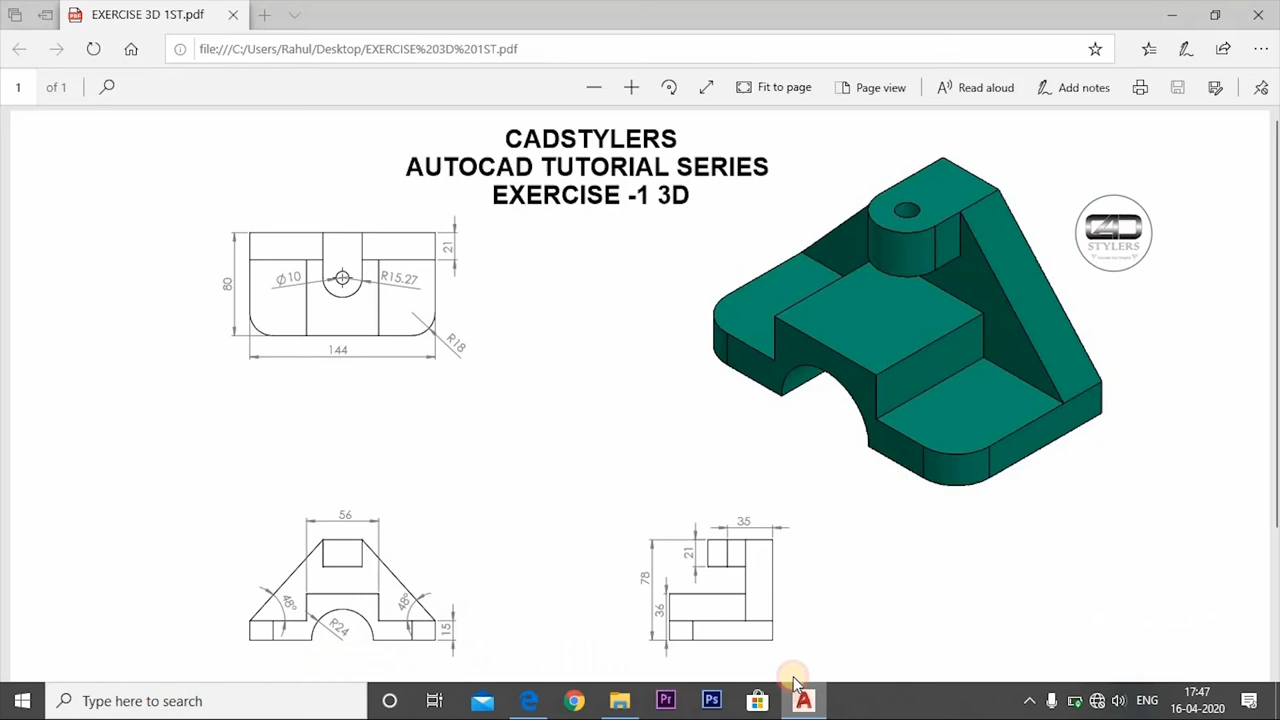 EXERCISE 3D 1ST.pdf
file:///C:/Users/Rahul/Desktop/EXERCISE%203D%201ST.pdf
1 of 1
Fit to page
Page view
Read aloud
Add notes
CADSTYLERS
AUTOCAD TUTORIAL SERIES
EXERCISE -1 3D
STYLERS
21
80
Ø10
R15.27
R18
144
56
48°
48°
R24
15
35
21
78
36
Type here to search
Pr
Ps
A
ENG
17:47
16-04-2020